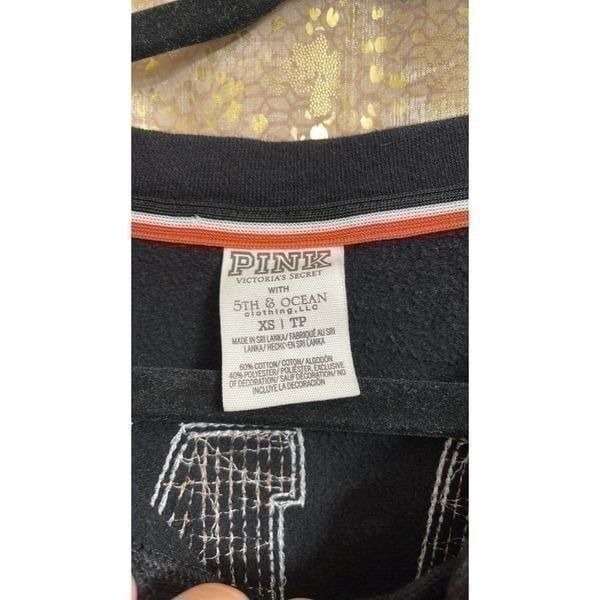 PINK
VICTORIA'S SECRET
WITH
5TH & OCEAN
clothing, LLC
XS | TP
MADE IN SRI LANKA/ FABRIQUÉ AU SRI
LANKA/ HECHO EN SRI LANKA
60% COTTON/ COTON/ ALGODÓN
40% POLYESTER/ POLIÉSTER, EXCLUSIVE
OF DECORATION/ SAUF DÉCORATION/ NO
INCLUYE LA DECORACIÓN